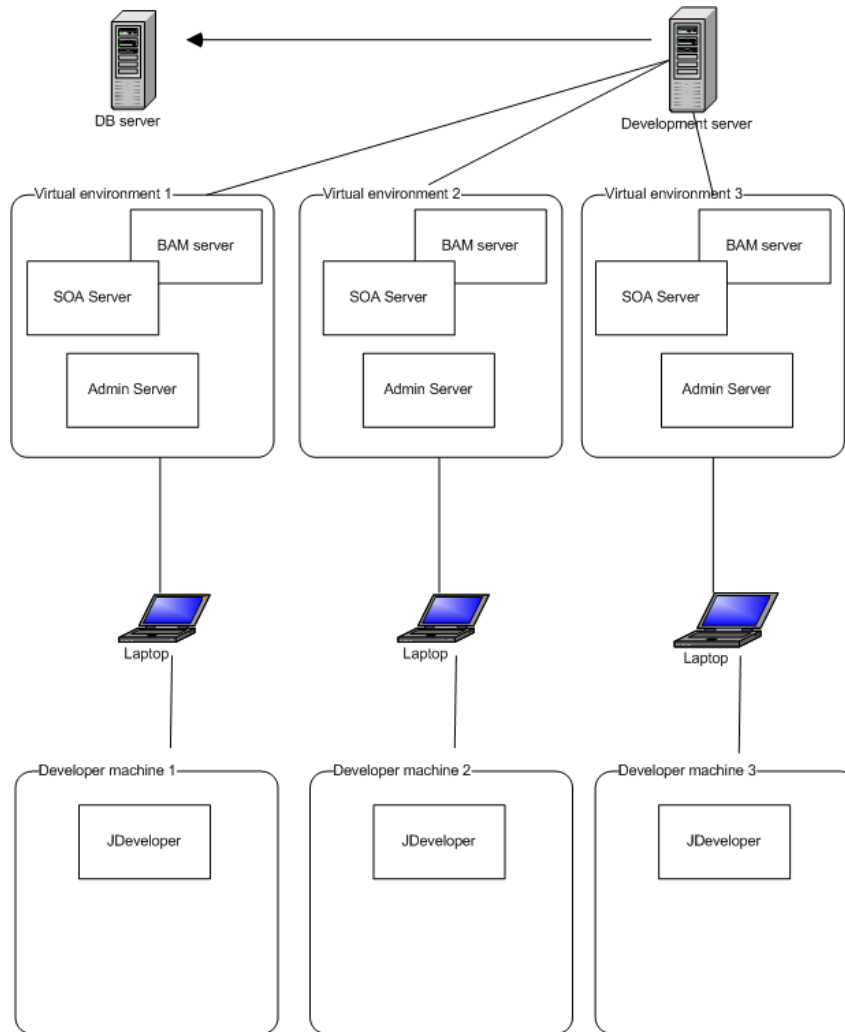 DB server
Development server
Virtual environment 1
Virtual environment 2
Virtual environment 3
BAM server
BAM server
BAM server
SOA Server
SOA Server
SOA Server
Admin Server
Admin Server
Admin Server
Laptop
Laptop
Laptop
Developer machine 1
Developer machine 2
Developer machine 3
JDeveloper
JDeveloper
JDeveloper